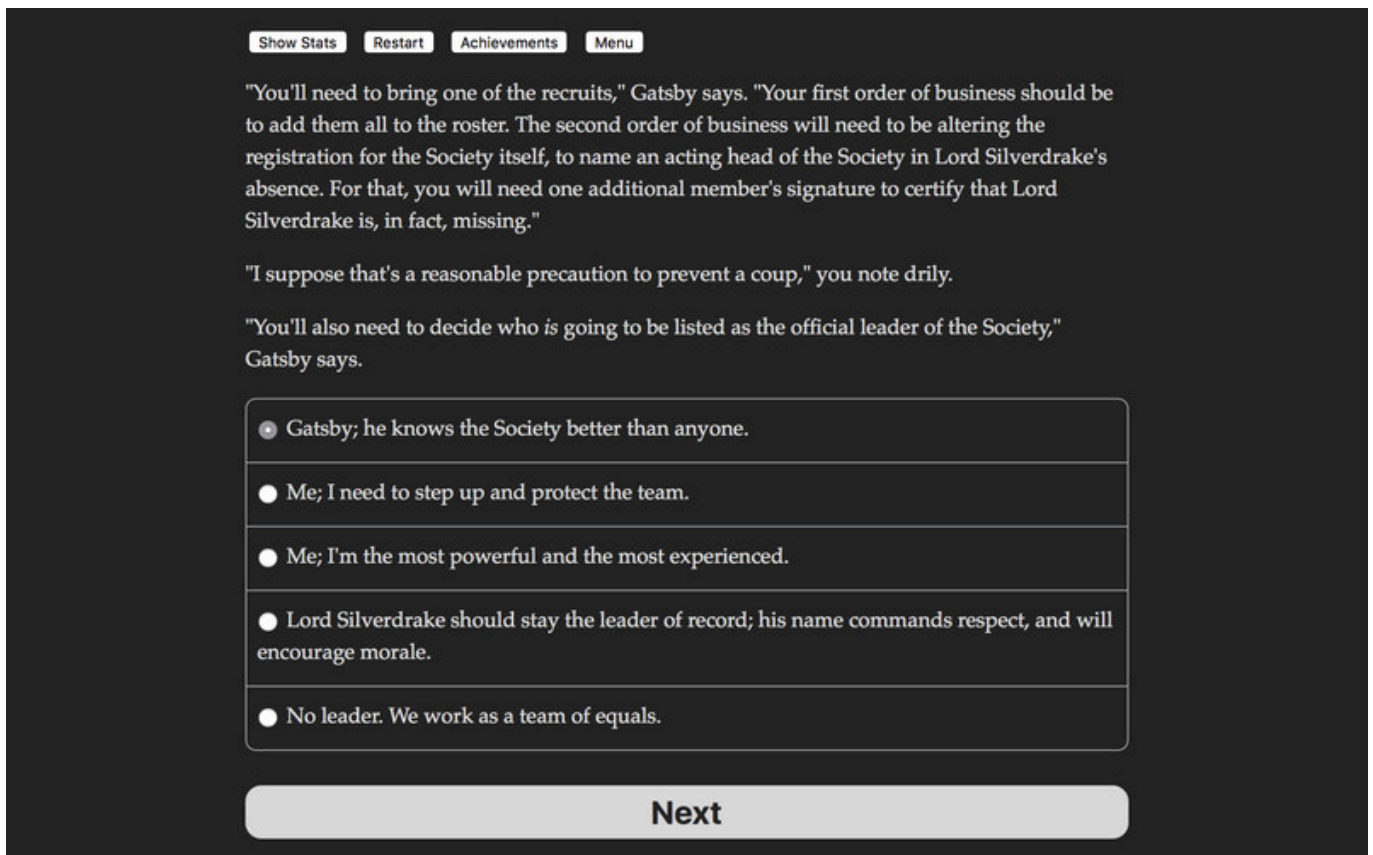 Show Stats Restart Achievements Menu
"You'll need to bring one of the recruits," Gatsby says. "Your first order of business should be
to add them all to the roster. The second order of business will need to be altering the
registration for the Society itself, to name an acting head of the Society in Lord Silverdrake's
absence. For that, you will need one additional member's signature to certify that Lord
Silverdrake is, in fact, missing."
"I suppose that's a reasonable precaution to prevent a coup," you note drily.
"You'll also need to decide who is going to be listed as the official leader of the Society,"
Gatsby says.
Gatsby; he knows the Society better than anyone.
Me; I need to step up and protect the team.
Me; I'm the most powerful and the most experienced.
Lord Silverdrake should stay the leader of record; his name commands respect, and will
encourage morale.
No leader. We work as a team of equals.
Next